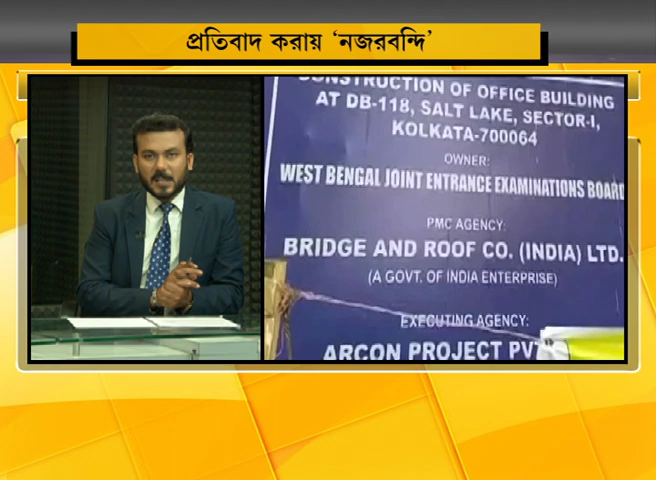 প্রতিবাদ করায় ‘নজরবন্দি’
CONSTRUCTION OF OFFICE BUILDING
AT DB-118, SALT LAKE, SECTOR-I,
KOLKATA-700064
OWNER:
WEST BENGAL JOINT ENTRANCE EXAMINATIONS BOARD
PMC AGENCY:
BRIDGE AND ROOF CO. (INDIA) LTD.
(A GOVT. OF INDIA ENTERPRISE)
EXECUTING AGENCY:
ARCON PROJECT PVT